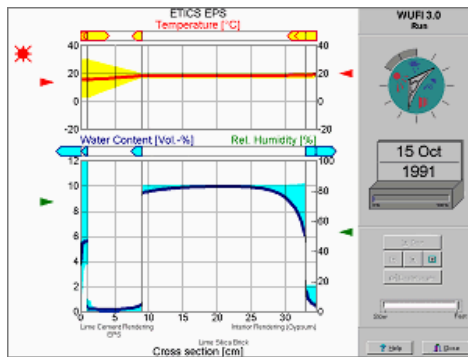 ETICS EPS
WUFI 3.0
Temperature [°C]
Run
40 40
20 20
0 0
-20 -20
Water Content [Vol.-%] Rel. Humidity [%]
12 100
10 80
8 60
6
4 40
2 20
0 0
0 5 10 15 20 25 30
Lime Cement Rendering Interior Rendering (Gypsum)
EPS
Lime Silica Brick
Cross section [cm]
15 Oct
1991
Slow Fast
? Help Close